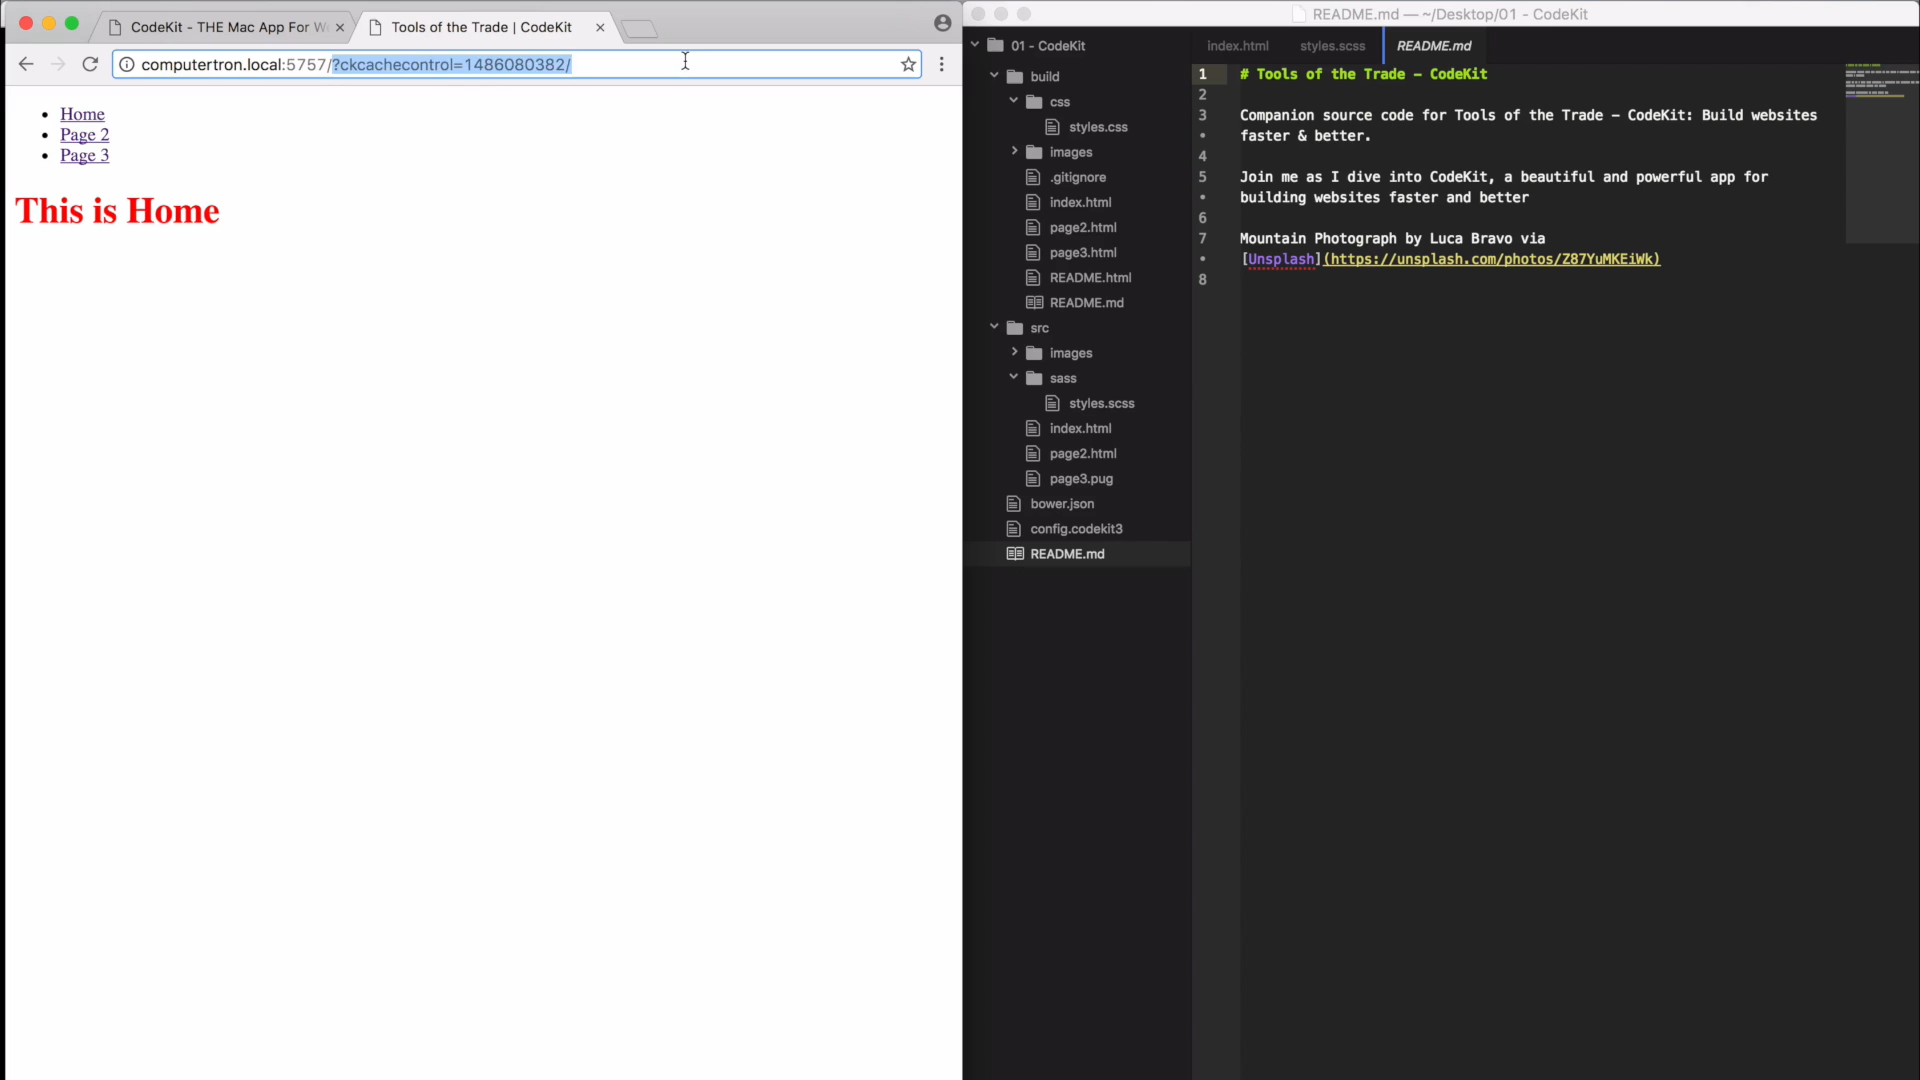 CodeKit - THE Mac App For W
Tools of the Trade | CodeKit
computertron.local:5757/?ckcachecontrol=1486080382/
Home
Page 2
Page 3
This is Home
README.md — ~/Desktop/01 - CodeKit
01 - CodeKit
build
css
styles.css
images
.gitignore
index.html
page2.html
page3.html
README.html
README.md
src
images
sass
styles.scss
index.html
page2.html
page3.pug
bower.json
config.codekit3
README.md
index.html
styles.scss
README.md
1 # Tools of the Trade – CodeKit
2
3 Companion source code for Tools of the Trade – CodeKit: Build websites
• faster & better.
4
5 Join me as I dive into CodeKit, a beautiful and powerful app for
• building websites faster and better
6
7 Mountain Photograph by Luca Bravo via
• [Unsplash](https://unsplash.com/photos/Z87YuMKEiWk)
8